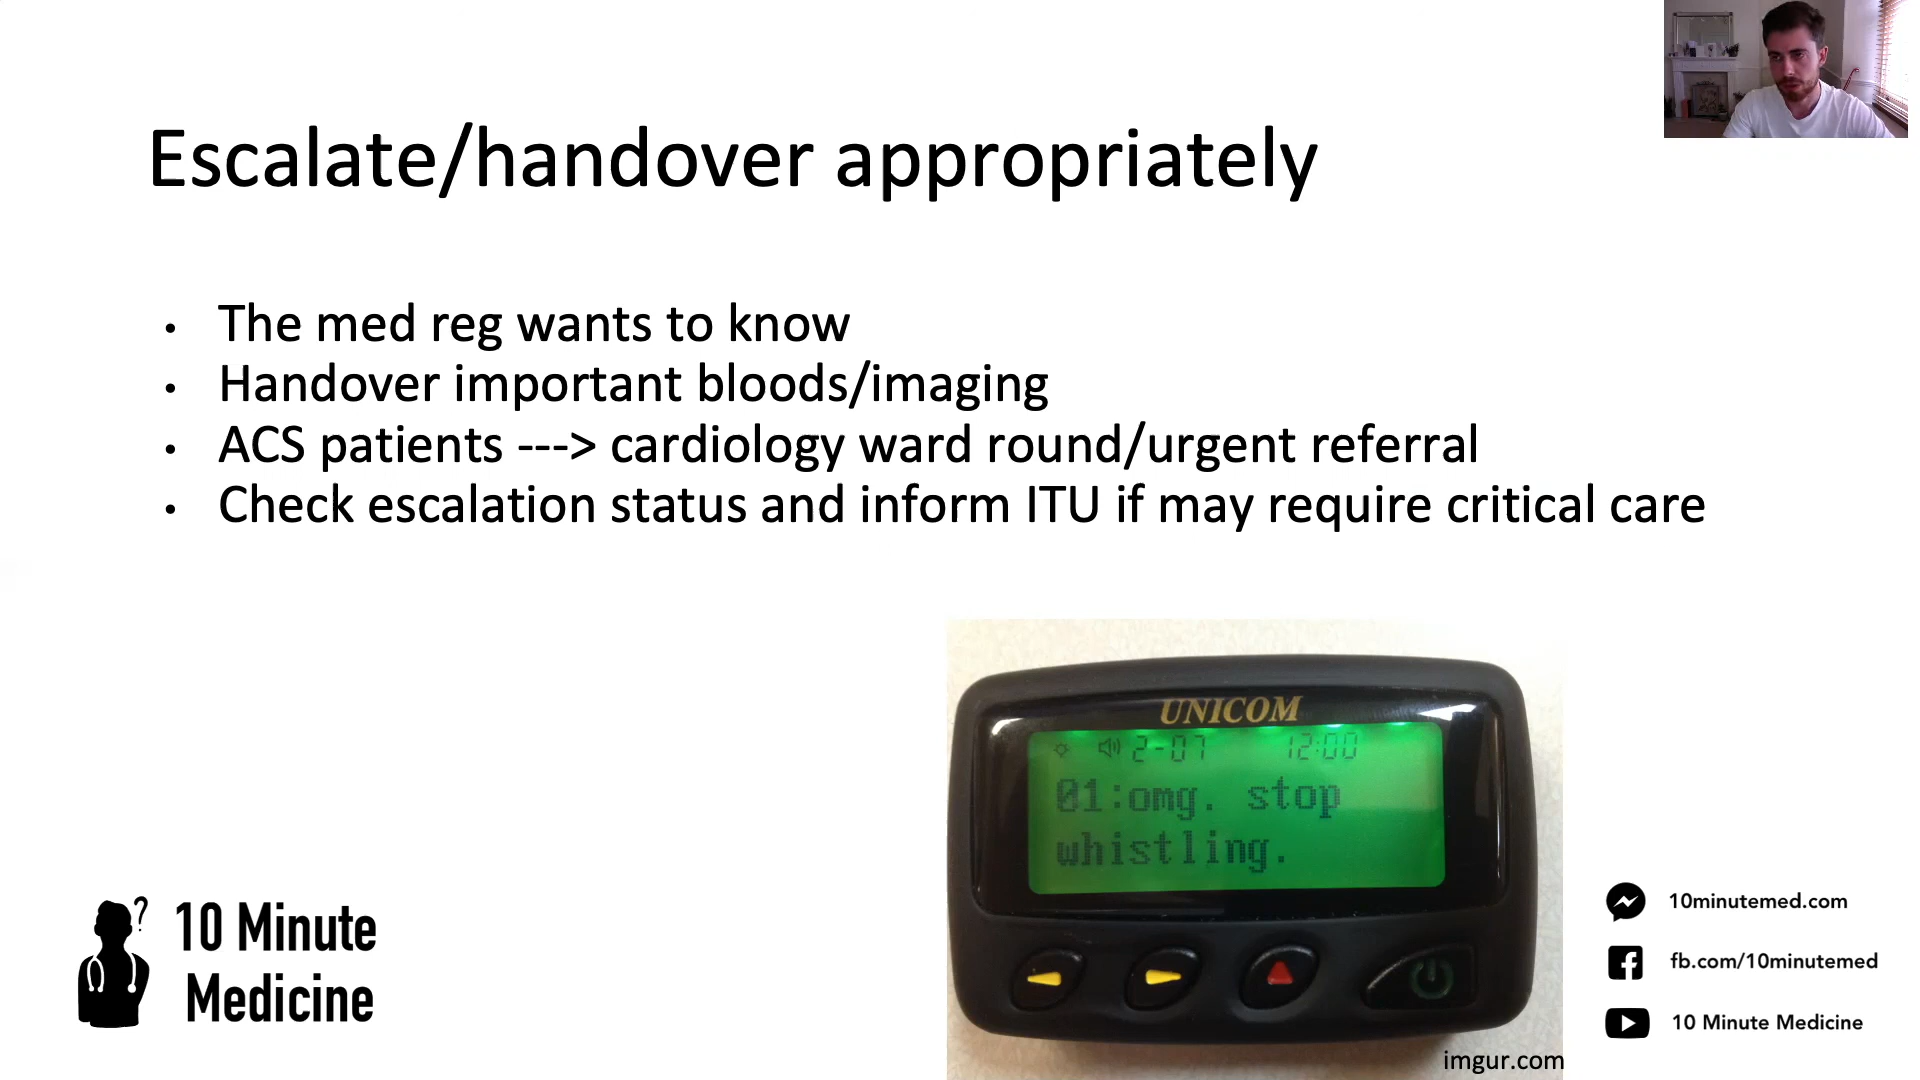 Escalate/handover appropriately
• The med reg wants to know
• Handover important bloods/imaging
• ACS patients ---> cardiology ward round/urgent referral
• Check escalation status and inform ITU if may require critical care
UNICOM
2-07 12:00
01:omg. stop
whistling.
imgur.com
?
10 Minute
Medicine
10minutemed.com
fb.com/10minutemed
10 Minute Medicine